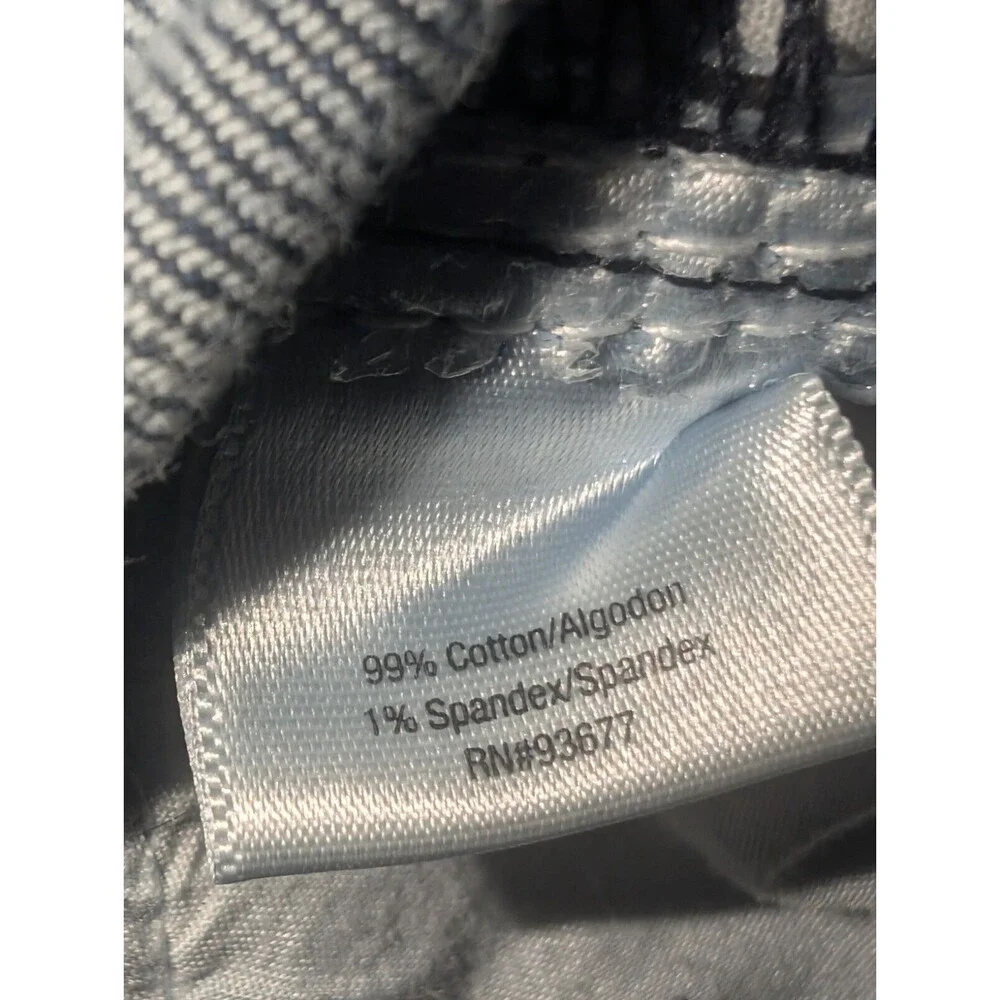 99% Cotton/Algodon
1% Spandex/Spandex
RN#93677